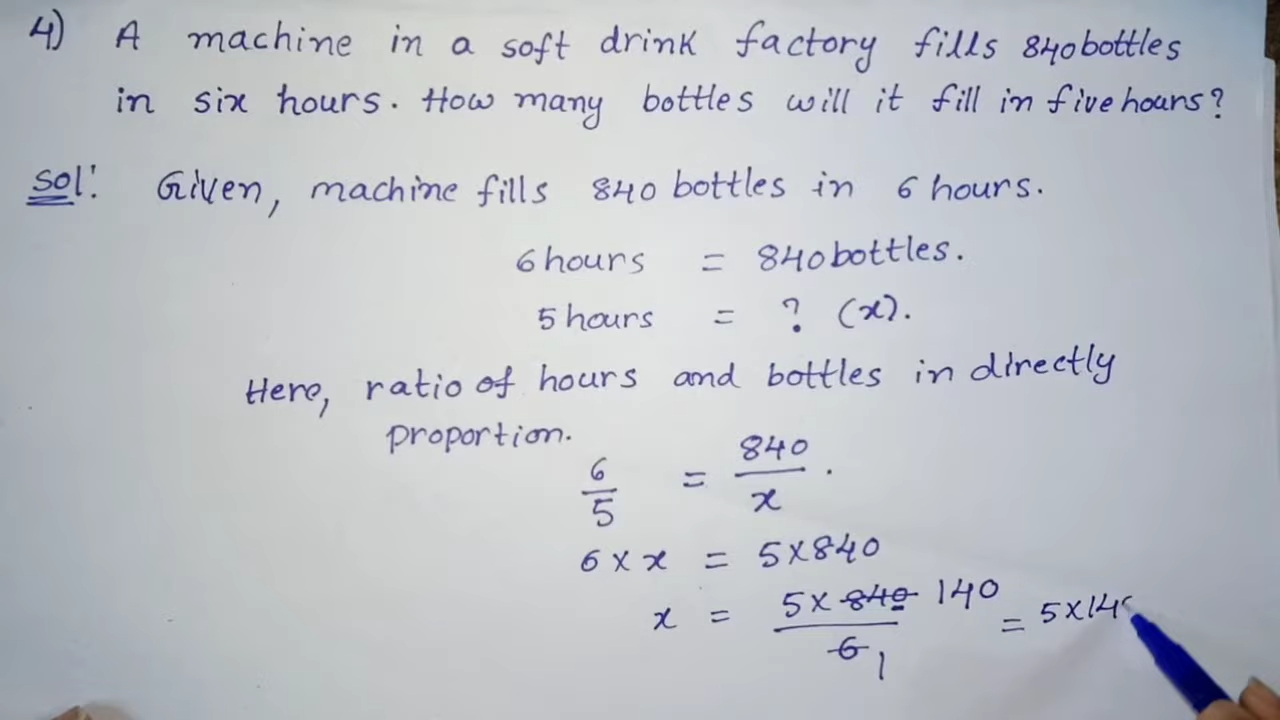 4) A machine in a soft drink factory fills 840 bottles
in six hours. How many bottles will it fill in five hours?
Sol: Given, machine fills 840 bottles in 6 hours.
6 hours = 840 bottles.
5 hours = ? (x).
Here, ratio of hours and bottles in directly
proportion.
6/5 = 840/x.
6 × x = 5 × 840
x = 5 × 840 140 / 6 1 = 5 × 14